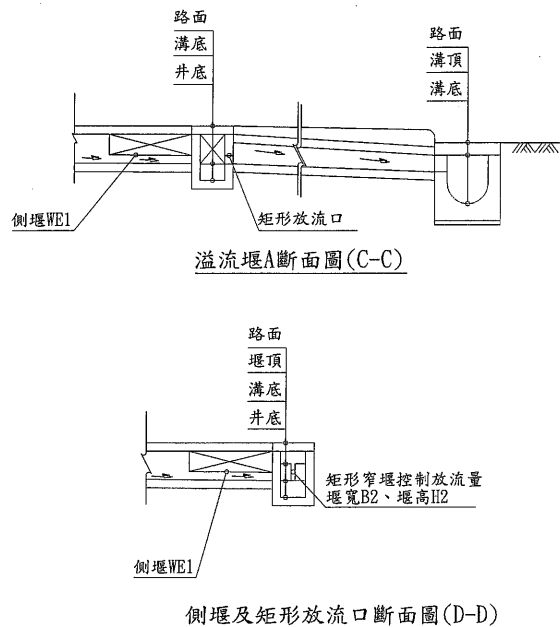 路面
溝底
井底
路面
溝頂
溝底
側堰WE1
矩形放流口
溢流堰A斷面圖(C-C)
路面
堰頂
溝底
井底
矩形窄堰控制放流量
堰寬B2、堰高H2
側堰WE1
側堰及矩形放流口斷面圖(D-D)